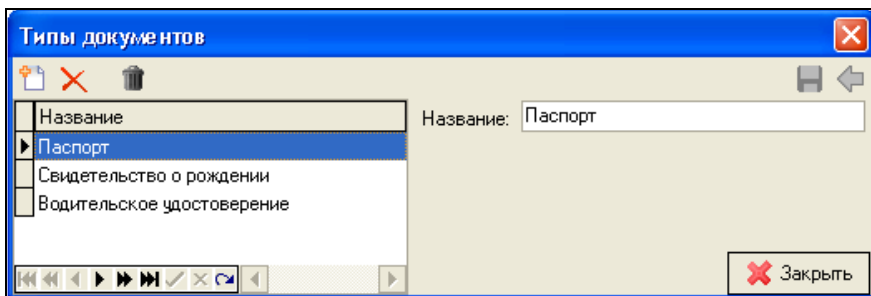 Типы документов
Название
Название: Паспорт
Паспорт
Свидетельство о рождении
Водительское удостоверение
Закрыть